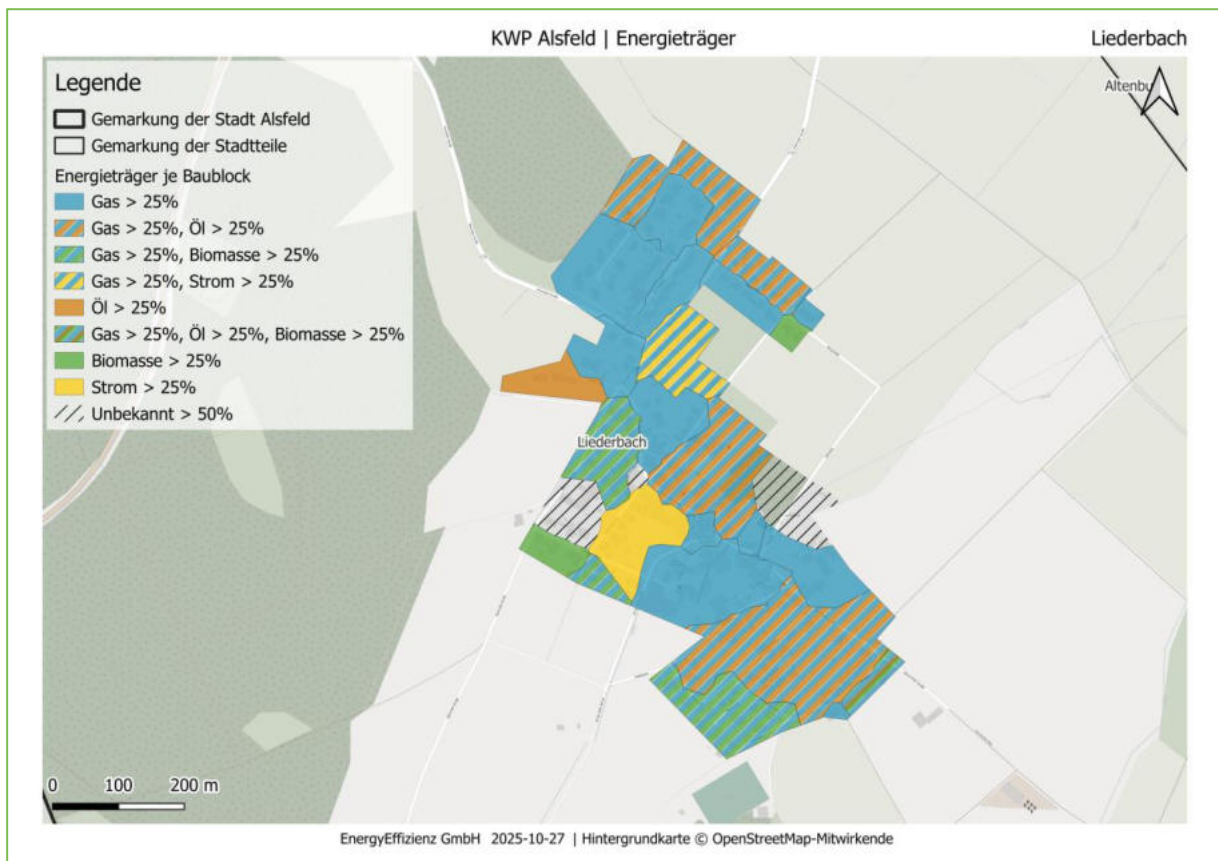 KWP Alsfeld | Energieträger
Liederbach
Legende
Gemarkung der Stadt Alsfeld
Gemarkung der Stadtteile
Energieträger je Baublock
Gas > 25%
Gas > 25%, Öl > 25%
Gas > 25%, Biomasse > 25%
Gas > 25%, Strom > 25%
Öl > 25%
Gas > 25%, Öl > 25%, Biomasse > 25%
Biomasse > 25%
Strom > 25%
Unbekannt > 50%
Liederbach
0 100 200 m
EnergyEffizienz GmbH 2025-10-27 | Hintergrundkarte © OpenStreetMap-Mitwirkende